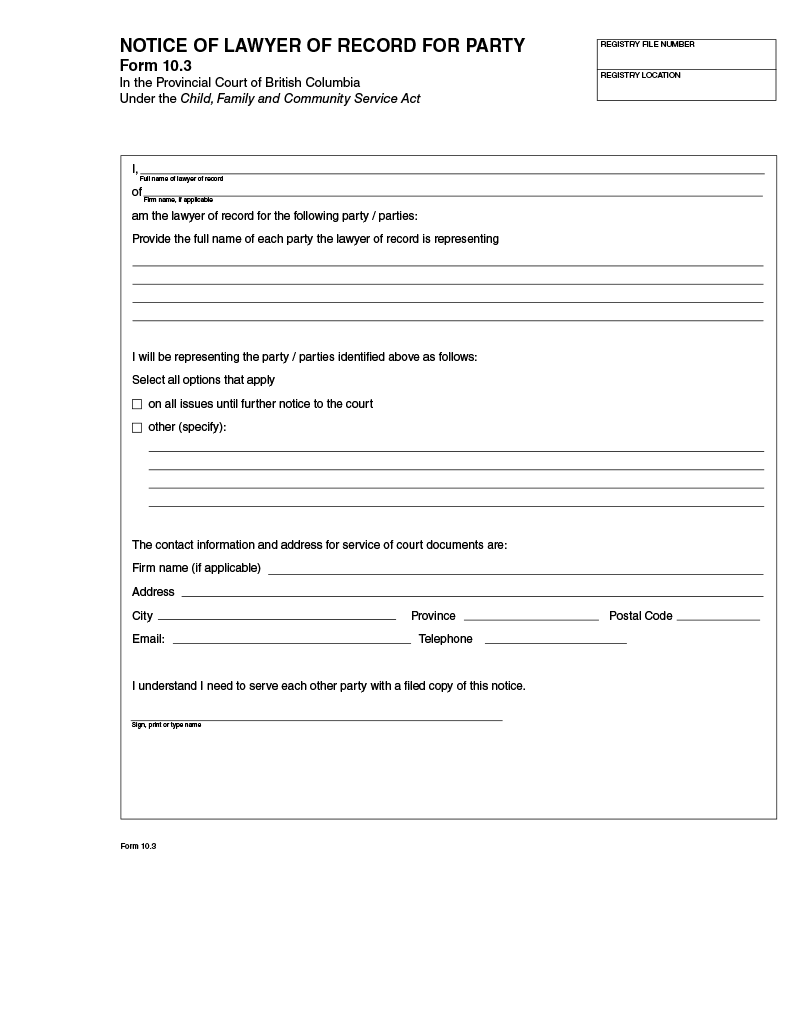 NOTICE OF LAWYER OF RECORD FOR PARTY
Form 10.3
In the Provincial Court of British Columbia
Under the Child, Family and Community Service Act
REGISTRY FILE NUMBER
REGISTRY LOCATION
I,
Full name of lawyer of record
of
Firm name, if applicable
am the lawyer of record for the following party / parties:
Provide the full name of each party the lawyer of record is representing
I will be representing the party / parties identified above as follows:
Select all options that apply
on all issues until further notice to the court
other (specify):
The contact information and address for service of court documents are:
Firm name (if applicable)
Address
City Province Postal Code
Email: Telephone
I understand I need to serve each other party with a filed copy of this notice.
Sign, print or type name
Form 10.3